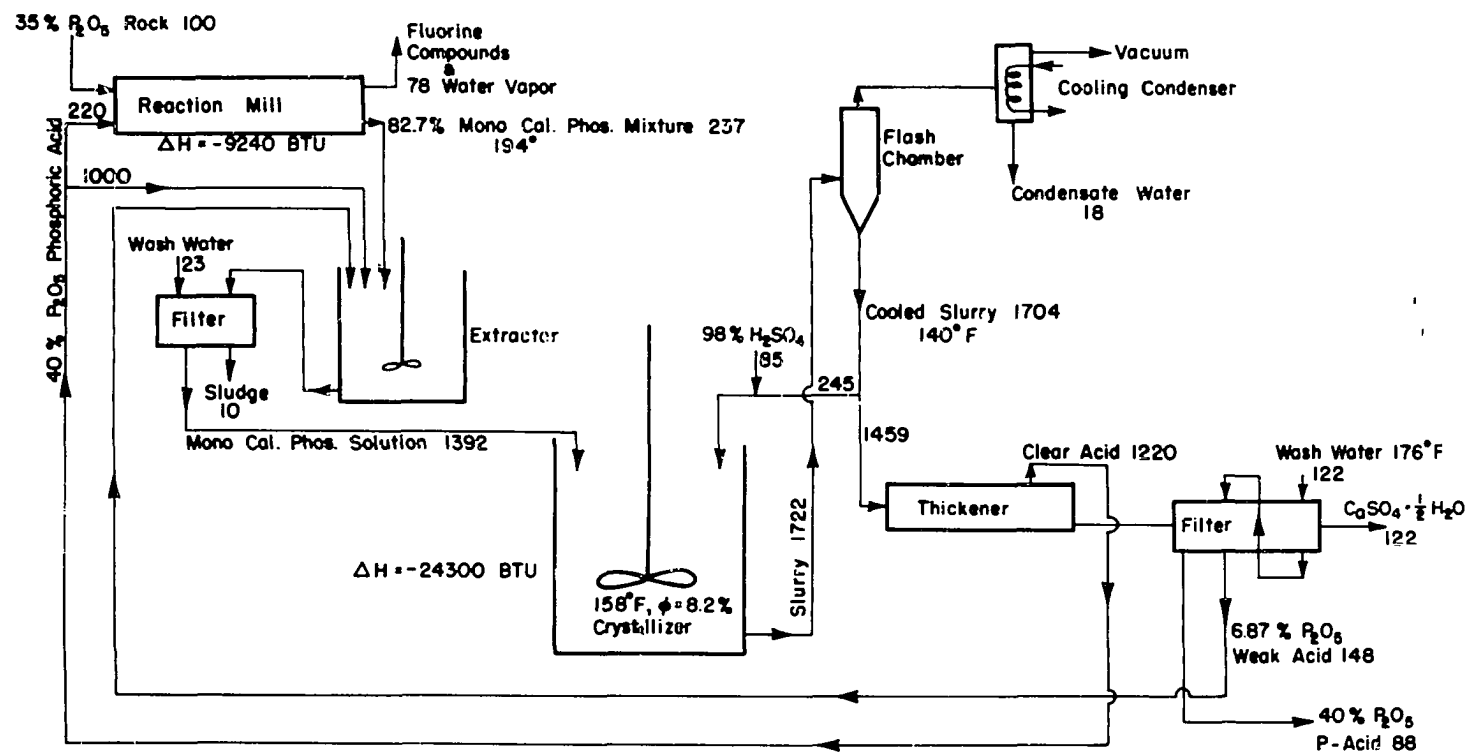 35% P₂O₅ Rock 100
Fluorine
Compounds
&
78 Water Vapor
Reaction Mill
220
ΔH = -9240 BTU
82.7% Mono Cal. Phos. Mixture 237
194°
1000
40% P₂O₅ Phosphoric Acid
Wash Water
23
Filter
Sludge
10
Extractor
Mono Cal. Phos. Solution 1392
Vacuum
Cooling Condenser
Flash
Chamber
Condensate Water
18
Cooled Slurry 1704
140°F
98% H₂SO₄
85
245
1459
Slurry 1722
ΔH = -24300 BTU
158°F, φ = 8.2%
Crystallizer
Clear Acid 1220
Thickener
Wash Water 176°F
122
Filter
CaSO₄·½H₂O
122
6.87% P₂O₅
Weak Acid 148
40% P₂O₅
P-Acid 88